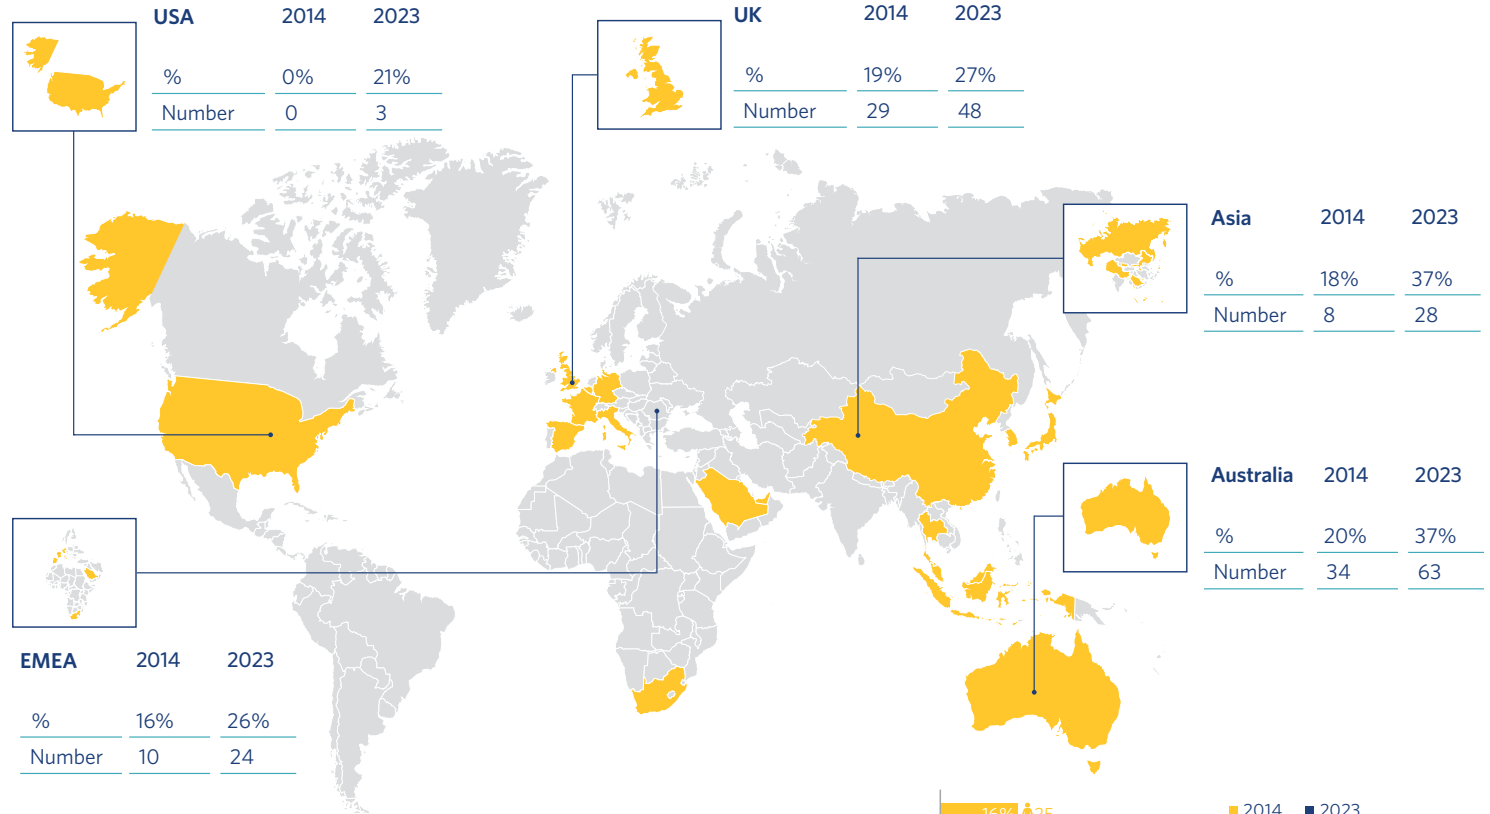 USA 2014 2023
% 0% 21%
Number 0 3
UK 2014 2023
% 19% 27%
Number 29 48
Asia 2014 2023
% 18% 37%
Number 8 28
Australia 2014 2023
% 20% 37%
Number 34 63
EMEA 2014 2023
% 16% 26%
Number 10 24
16% 25
2014 2023